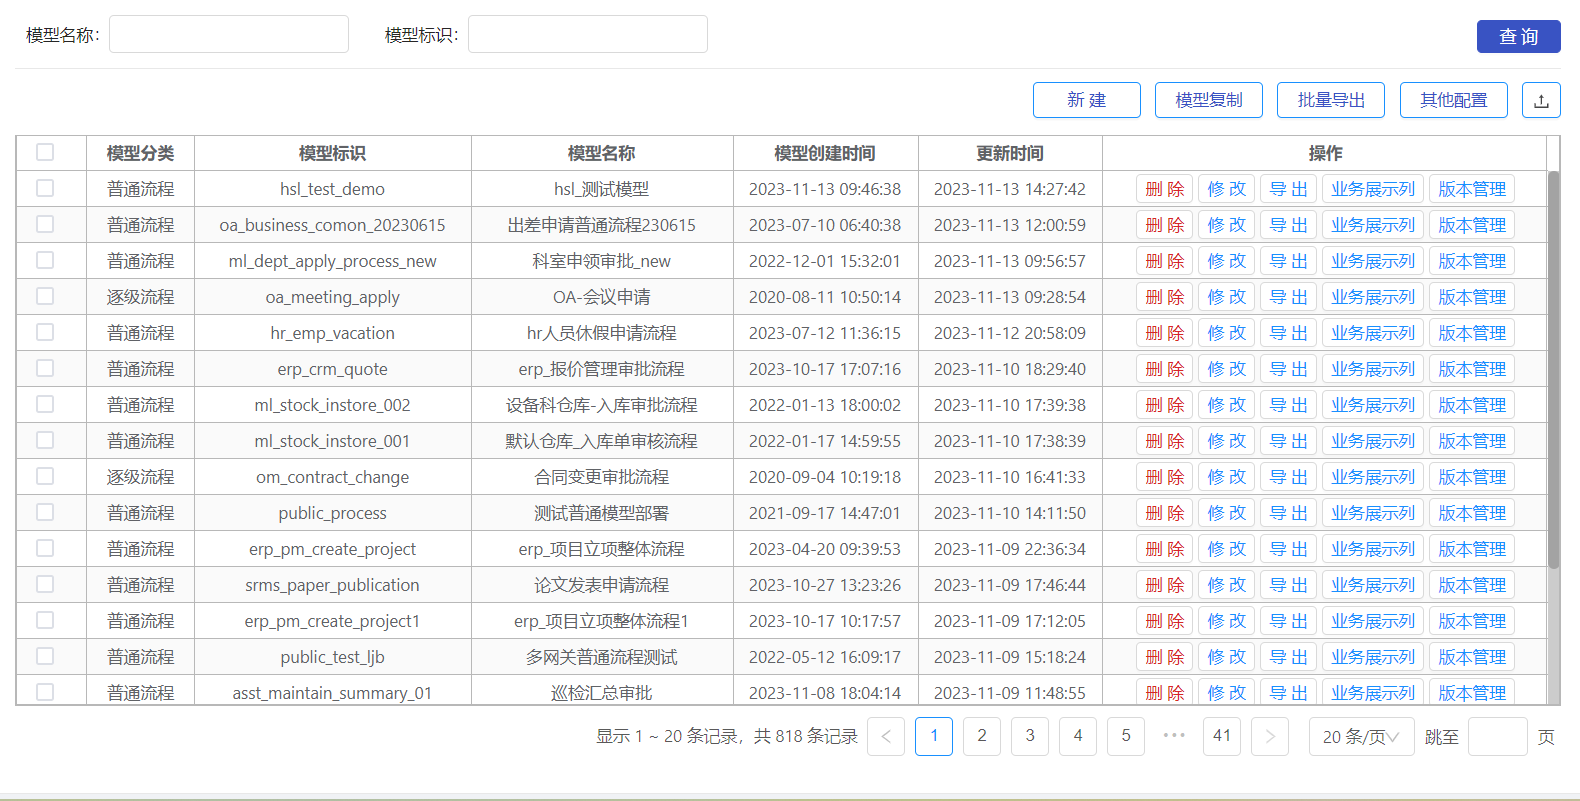 模型名称: 模型标识: 查 询
新 建 模型复制 批量导出 其他配置
模型分类 模型标识 模型名称 模型创建时间 更新时间 操作
普通流程 hsl_test_demo hsl_测试模型 2023-11-13 09:46:38 2023-11-13 14:27:42 删 除 修 改 导 出 业务展示列 版本管理
普通流程 oa_business_comon_20230615 出差申请普通流程230615 2023-07-10 06:40:38 2023-11-13 12:00:59 删 除 修 改 导 出 业务展示列 版本管理
普通流程 ml_dept_apply_process_new 科室申领审批_new 2022-12-01 15:32:01 2023-11-13 09:56:57 删 除 修 改 导 出 业务展示列 版本管理
逐级流程 oa_meeting_apply OA-会议申请 2020-08-11 10:50:14 2023-11-13 09:28:54 删 除 修 改 导 出 业务展示列 版本管理
普通流程 hr_emp_vacation hr人员休假申请流程 2023-07-12 11:36:15 2023-11-12 20:58:09 删 除 修 改 导 出 业务展示列 版本管理
普通流程 erp_crm_quote erp_报价管理审批流程 2023-10-17 17:07:16 2023-11-10 18:29:40 删 除 修 改 导 出 业务展示列 版本管理
普通流程 ml_stock_instore_002 设备科仓库-入库审批流程 2022-01-13 18:00:02 2023-11-10 17:39:38 删 除 修 改 导 出 业务展示列 版本管理
普通流程 ml_stock_instore_001 默认仓库_入库单审核流程 2022-01-17 14:59:55 2023-11-10 17:38:39 删 除 修 改 导 出 业务展示列 版本管理
逐级流程 om_contract_change 合同变更审批流程 2020-09-04 10:19:18 2023-11-10 16:41:33 删 除 修 改 导 出 业务展示列 版本管理
普通流程 public_process 测试普通模型部署 2021-09-17 14:47:01 2023-11-10 14:11:50 删 除 修 改 导 出 业务展示列 版本管理
普通流程 erp_pm_create_project erp_项目立项整体流程 2023-04-20 09:39:53 2023-11-09 22:36:34 删 除 修 改 导 出 业务展示列 版本管理
普通流程 srms_paper_publication 论文发表申请流程 2023-10-27 13:23:26 2023-11-09 17:46:44 删 除 修 改 导 出 业务展示列 版本管理
普通流程 erp_pm_create_project1 erp_项目立项整体流程1 2023-10-17 10:17:57 2023-11-09 17:12:05 删 除 修 改 导 出 业务展示列 版本管理
普通流程 public_test_ljb 多网关普通流程测试 2022-05-12 16:09:17 2023-11-09 15:18:24 删 除 修 改 导 出 业务展示列 版本管理
普通流程 asst_maintain_summary_01 巡检汇总审批 2023-11-08 18:04:14 2023-11-09 11:48:55 删 除 修 改 导 出 业务展示列 版本管理
显示 1 ~ 20 条记录，共 818 条记录 < 1 2 3 4 5 ••• 41 > 20 条/页 跳至 页